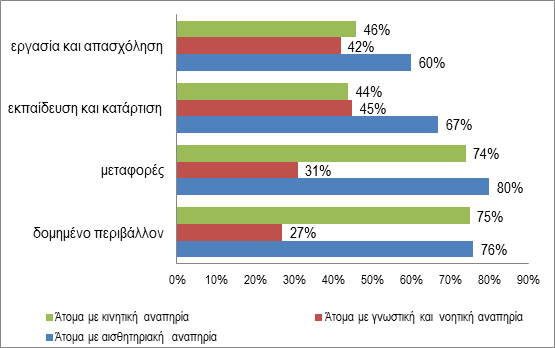 εργασία και απασχόληση
46%
42%
60%
εκπαίδευση και κατάρτιση
44%
45%
67%
μεταφορές
74%
31%
80%
δομημένο περιβάλλον
75%
27%
76%
0% 10% 20% 30% 40% 50% 60% 70% 80% 90%
Άτομα με κινητική αναπηρία
Άτομα με γνωστική και νοητική αναπηρία
Άτομα με αισθητηριακή αναπηρία